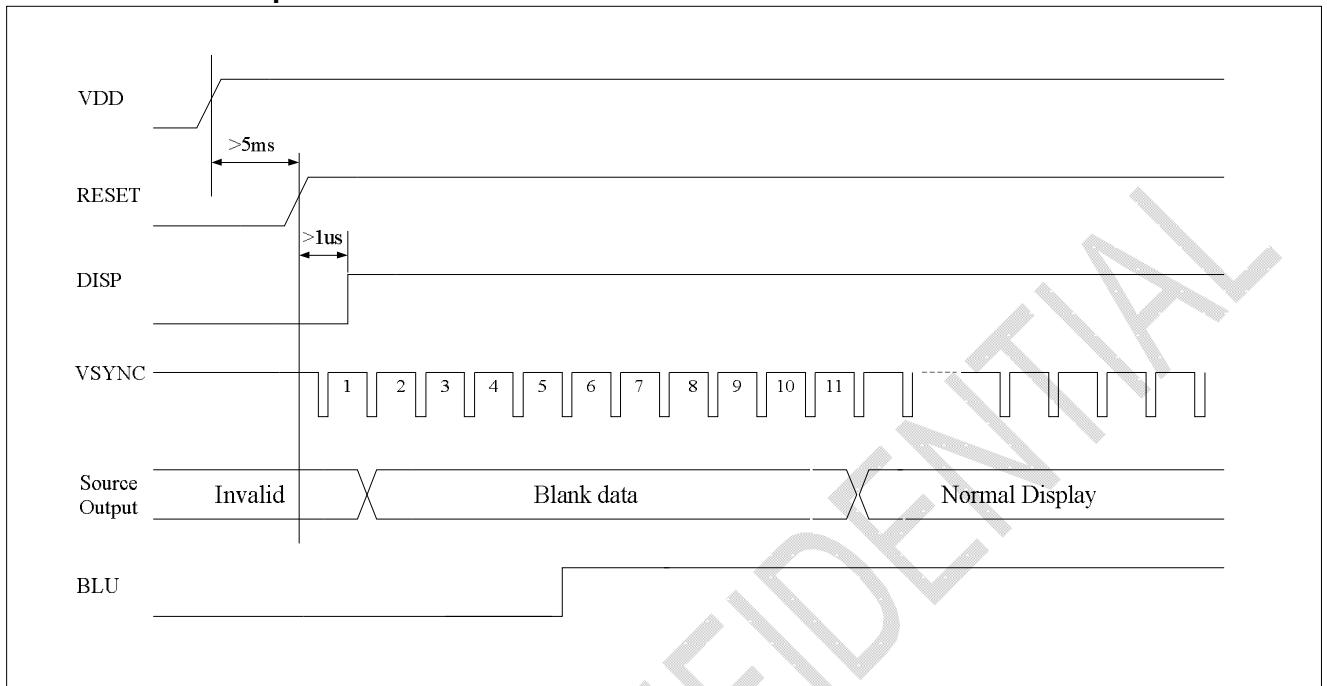 VDD
>5ms
RESET
>1us
DISP
VSYNC
1 2 3 4 5 6 7 8 9 10 11
Source
Output
Invalid Blank data Normal Display
BLU